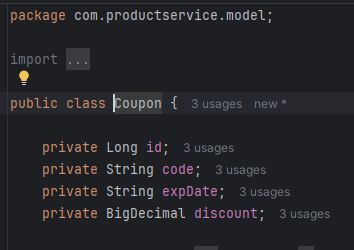 package com.productservice.model;
import ...
public class Coupon { 3 usages new *
private Long id; 3 usages
private String code; 3 usages
private String expDate; 3 usages
private BigDecimal discount; 3 usages